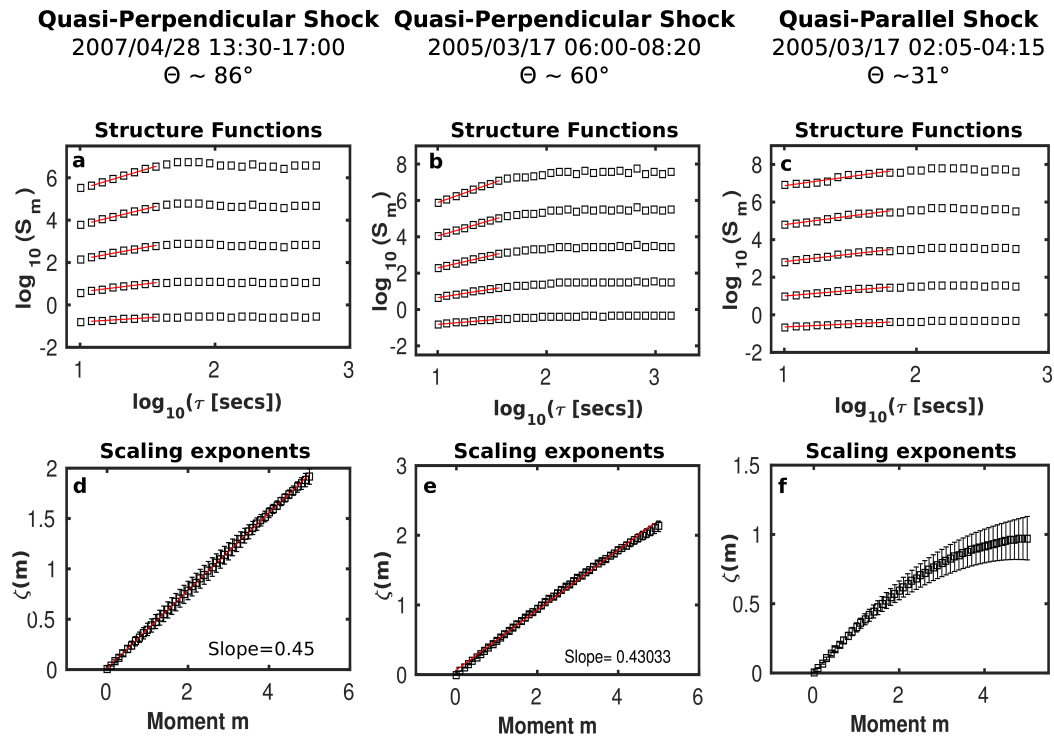 Quasi-Perpendicular Shock
2007/04/28 13:30-17:00
Θ ~ 86°
Quasi-Perpendicular Shock
2005/03/17 06:00-08:20
Θ ~ 60°
Quasi-Parallel Shock
2005/03/17 02:05-04:15
Θ ~31°
Structure Functions
a
log 10 (S m)
6
4
2
0
-2
1
2
3
log10(τ [secs])
Structure Functions
b
log 10 (S m)
8
6
4
2
0
-2
1
2
3
log10(τ [secs])
Structure Functions
c
log 10 (S m)
8
6
4
2
0
-2
1
2
3
log10(τ [secs])
Scaling exponents
d
ζ(m)
2
1.5
1
0.5
0
Slope=0.45
0
2
4
6
Moment m
Scaling exponents
e
ζ(m)
3
2
1
0
Slope= 0.43033
0
2
4
6
Moment m
Scaling exponents
f
ζ(m)
1.5
1
0.5
0
0
2
4
Moment m